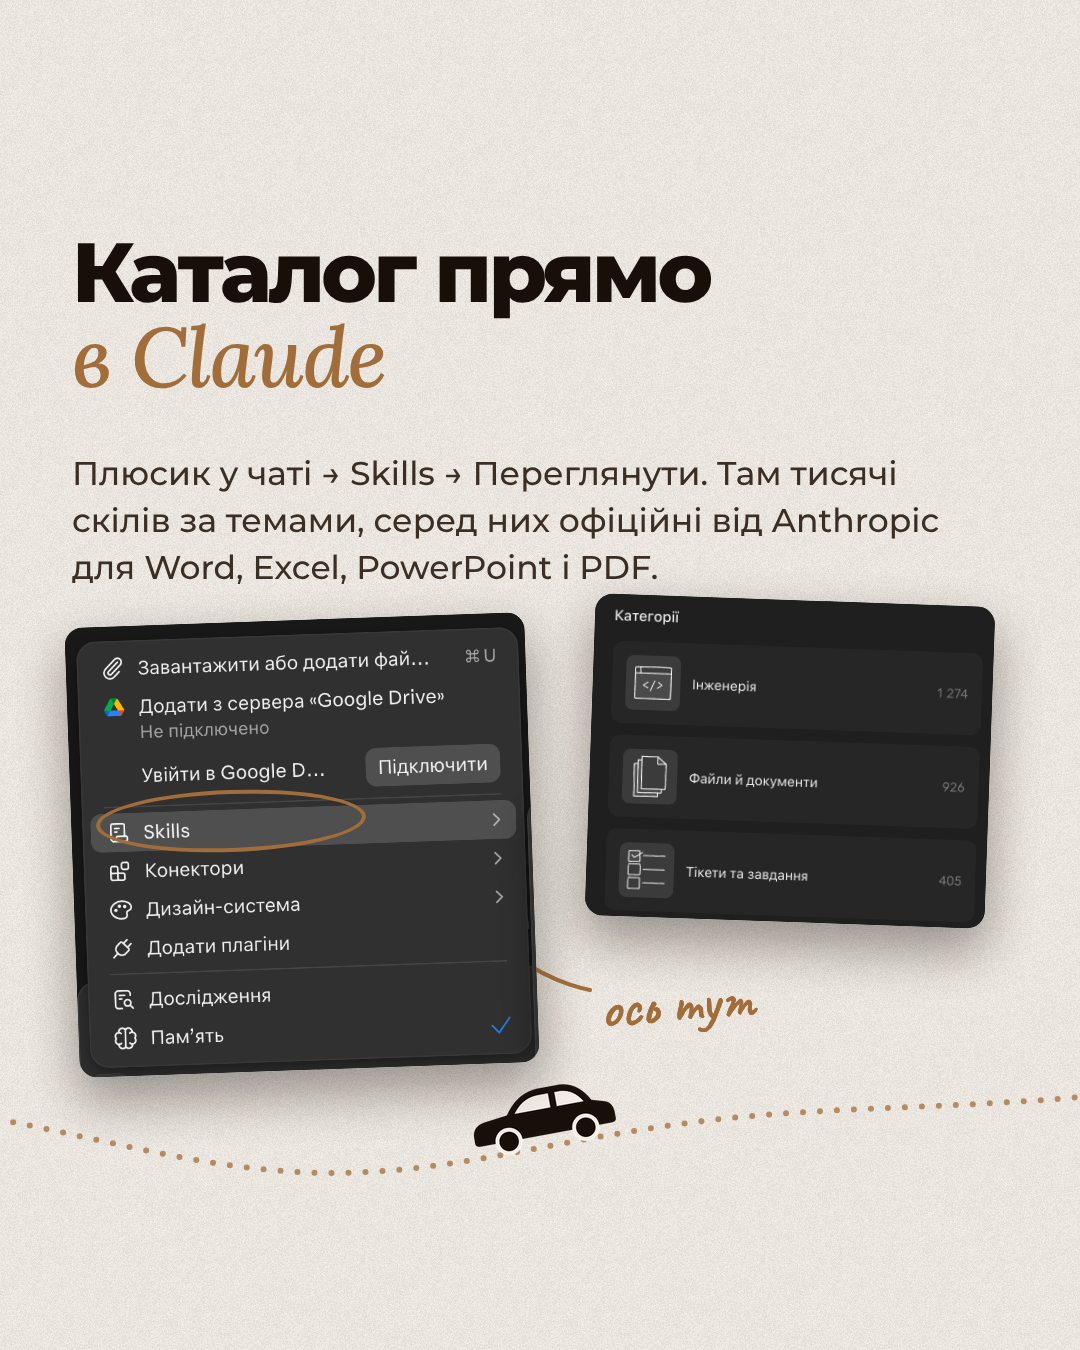 Каталог прямо
в Claude
Плюсик у чаті → Skills → Переглянути. Там тисячі
скілів за темами, серед них офіційні від Anthropic
для Word, Excel, PowerPoint і PDF.
Завантажити або додати фай... ⌘U
Додати з сервера «Google Drive»
Не підключено
Увійти в Google D... Підключити
Skills
Конектори
Дизайн-система
Додати плагіни
Дослідження
Пам’ять
Категорії
Інженерія 1 274
Файли й документи 926
Тікети та завдання 405
ось тут